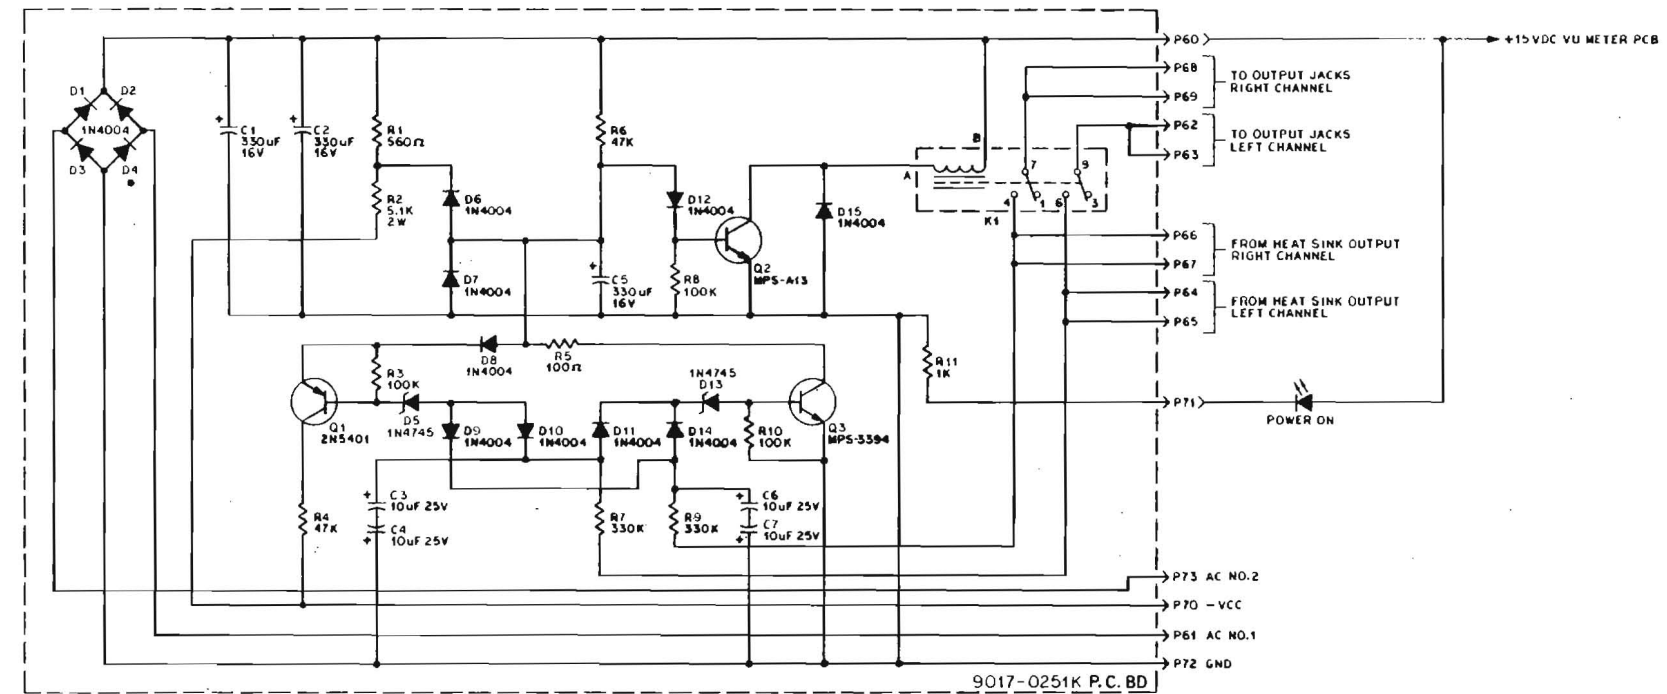 P60 +15VDC VU METER PCB
P68
TO OUTPUT JACKS
RIGHT CHANNEL
P69
P62
TO OUTPUT JACKS
LEFT CHANNEL
P63
D1 D2
1N4004
D3 D4
+ C1
330uF
16V
+ C2
330uF
16V
R1
560Ω
R2
5.1K
2W
D6
1N4004
D7
1N4004
R6
47K
+ C5
330uF
16V
D12
1N4004
R8
100K
Q2
MPS-A13
D15
1N4004
A B
7 9
4 1 6 3
K1
P66
FROM HEAT SINK OUTPUT
RIGHT CHANNEL
P67
P64
FROM HEAT SINK OUTPUT
LEFT CHANNEL
P65
D8
1N4004
R5
100Ω
R3
100K
Q1
2N5401
D5
1N4745
D9
1N4004
D10
1N4004
D11
1N4004
D14
1N4004
1N4745
D13
R10
100K
Q3
MPS-3394
R11
1K
P71
POWER ON
R4
47K
+ C3
10uF 25V
C4
+ 10uF 25V
R7
330K
R9
330K
+ C6
10uF 25V
C7
+ 10uF 25V
P73 AC NO.2
P70 -VCC
P61 AC NO.1
P72 GND
9017-0251K P.C. BD